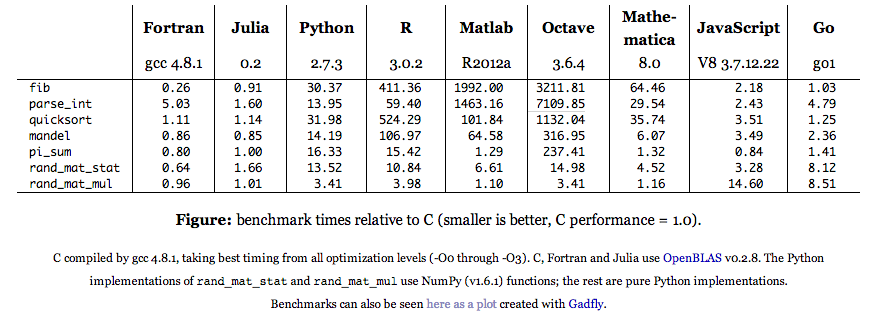 Fortran Julia Python R Matlab Octave Mathe-matica JavaScript Go
gcc 4.8.1 0.2 2.7.3 3.0.2 R2012a 3.6.4 8.0 V8 3.7.12.22 go1
fib 0.26 0.91 30.37 411.36 1992.00 3211.81 64.46 2.18 1.03
parse_int 5.03 1.60 13.95 59.40 1463.16 7109.85 29.54 2.43 4.79
quicksort 1.11 1.14 31.98 524.29 101.84 1132.04 35.74 3.51 1.25
mandel 0.86 0.85 14.19 106.97 64.58 316.95 6.07 3.49 2.36
pi_sum 0.80 1.00 16.33 15.42 1.29 237.41 1.32 0.84 1.41
rand_mat_stat 0.64 1.66 13.52 10.84 6.61 14.98 4.52 3.28 8.12
rand_mat_mul 0.96 1.01 3.41 3.98 1.10 3.41 1.16 14.60 8.51
Figure: benchmark times relative to C (smaller is better, C performance = 1.0).
C compiled by gcc 4.8.1, taking best timing from all optimization levels (-O0 through -O3). C, Fortran and Julia use OpenBLAS v0.2.8. The Python
implementations of rand_mat_stat and rand_mat_mul use NumPy (v1.6.1) functions; the rest are pure Python implementations.
Benchmarks can also be seen here as a plot created with Gadfly.